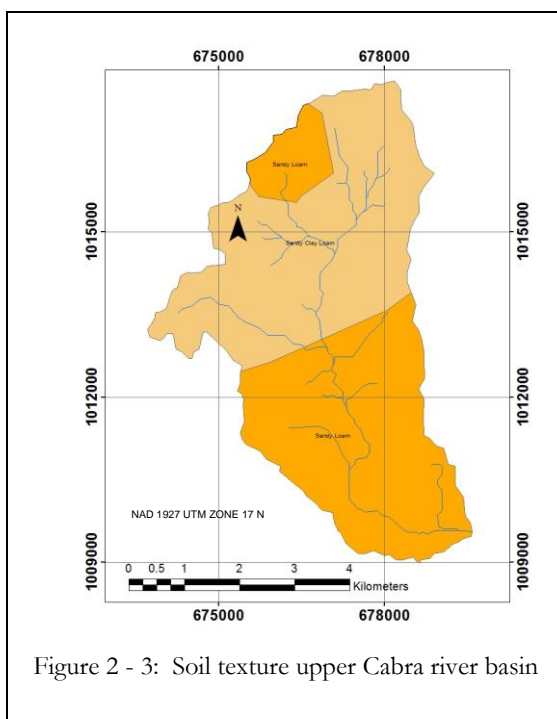 675000 678000
Sandy Loam
N
1015000 1015000
Sandy Clay Loam
1012000 1012000
Sandy Loam
NAD 1927 UTM ZONE 17 N
1009000 1009000
0 0.5 1 2 3 4
Kilometers
675000 678000
Figure 2 - 3: Soil texture upper Cabra river basin